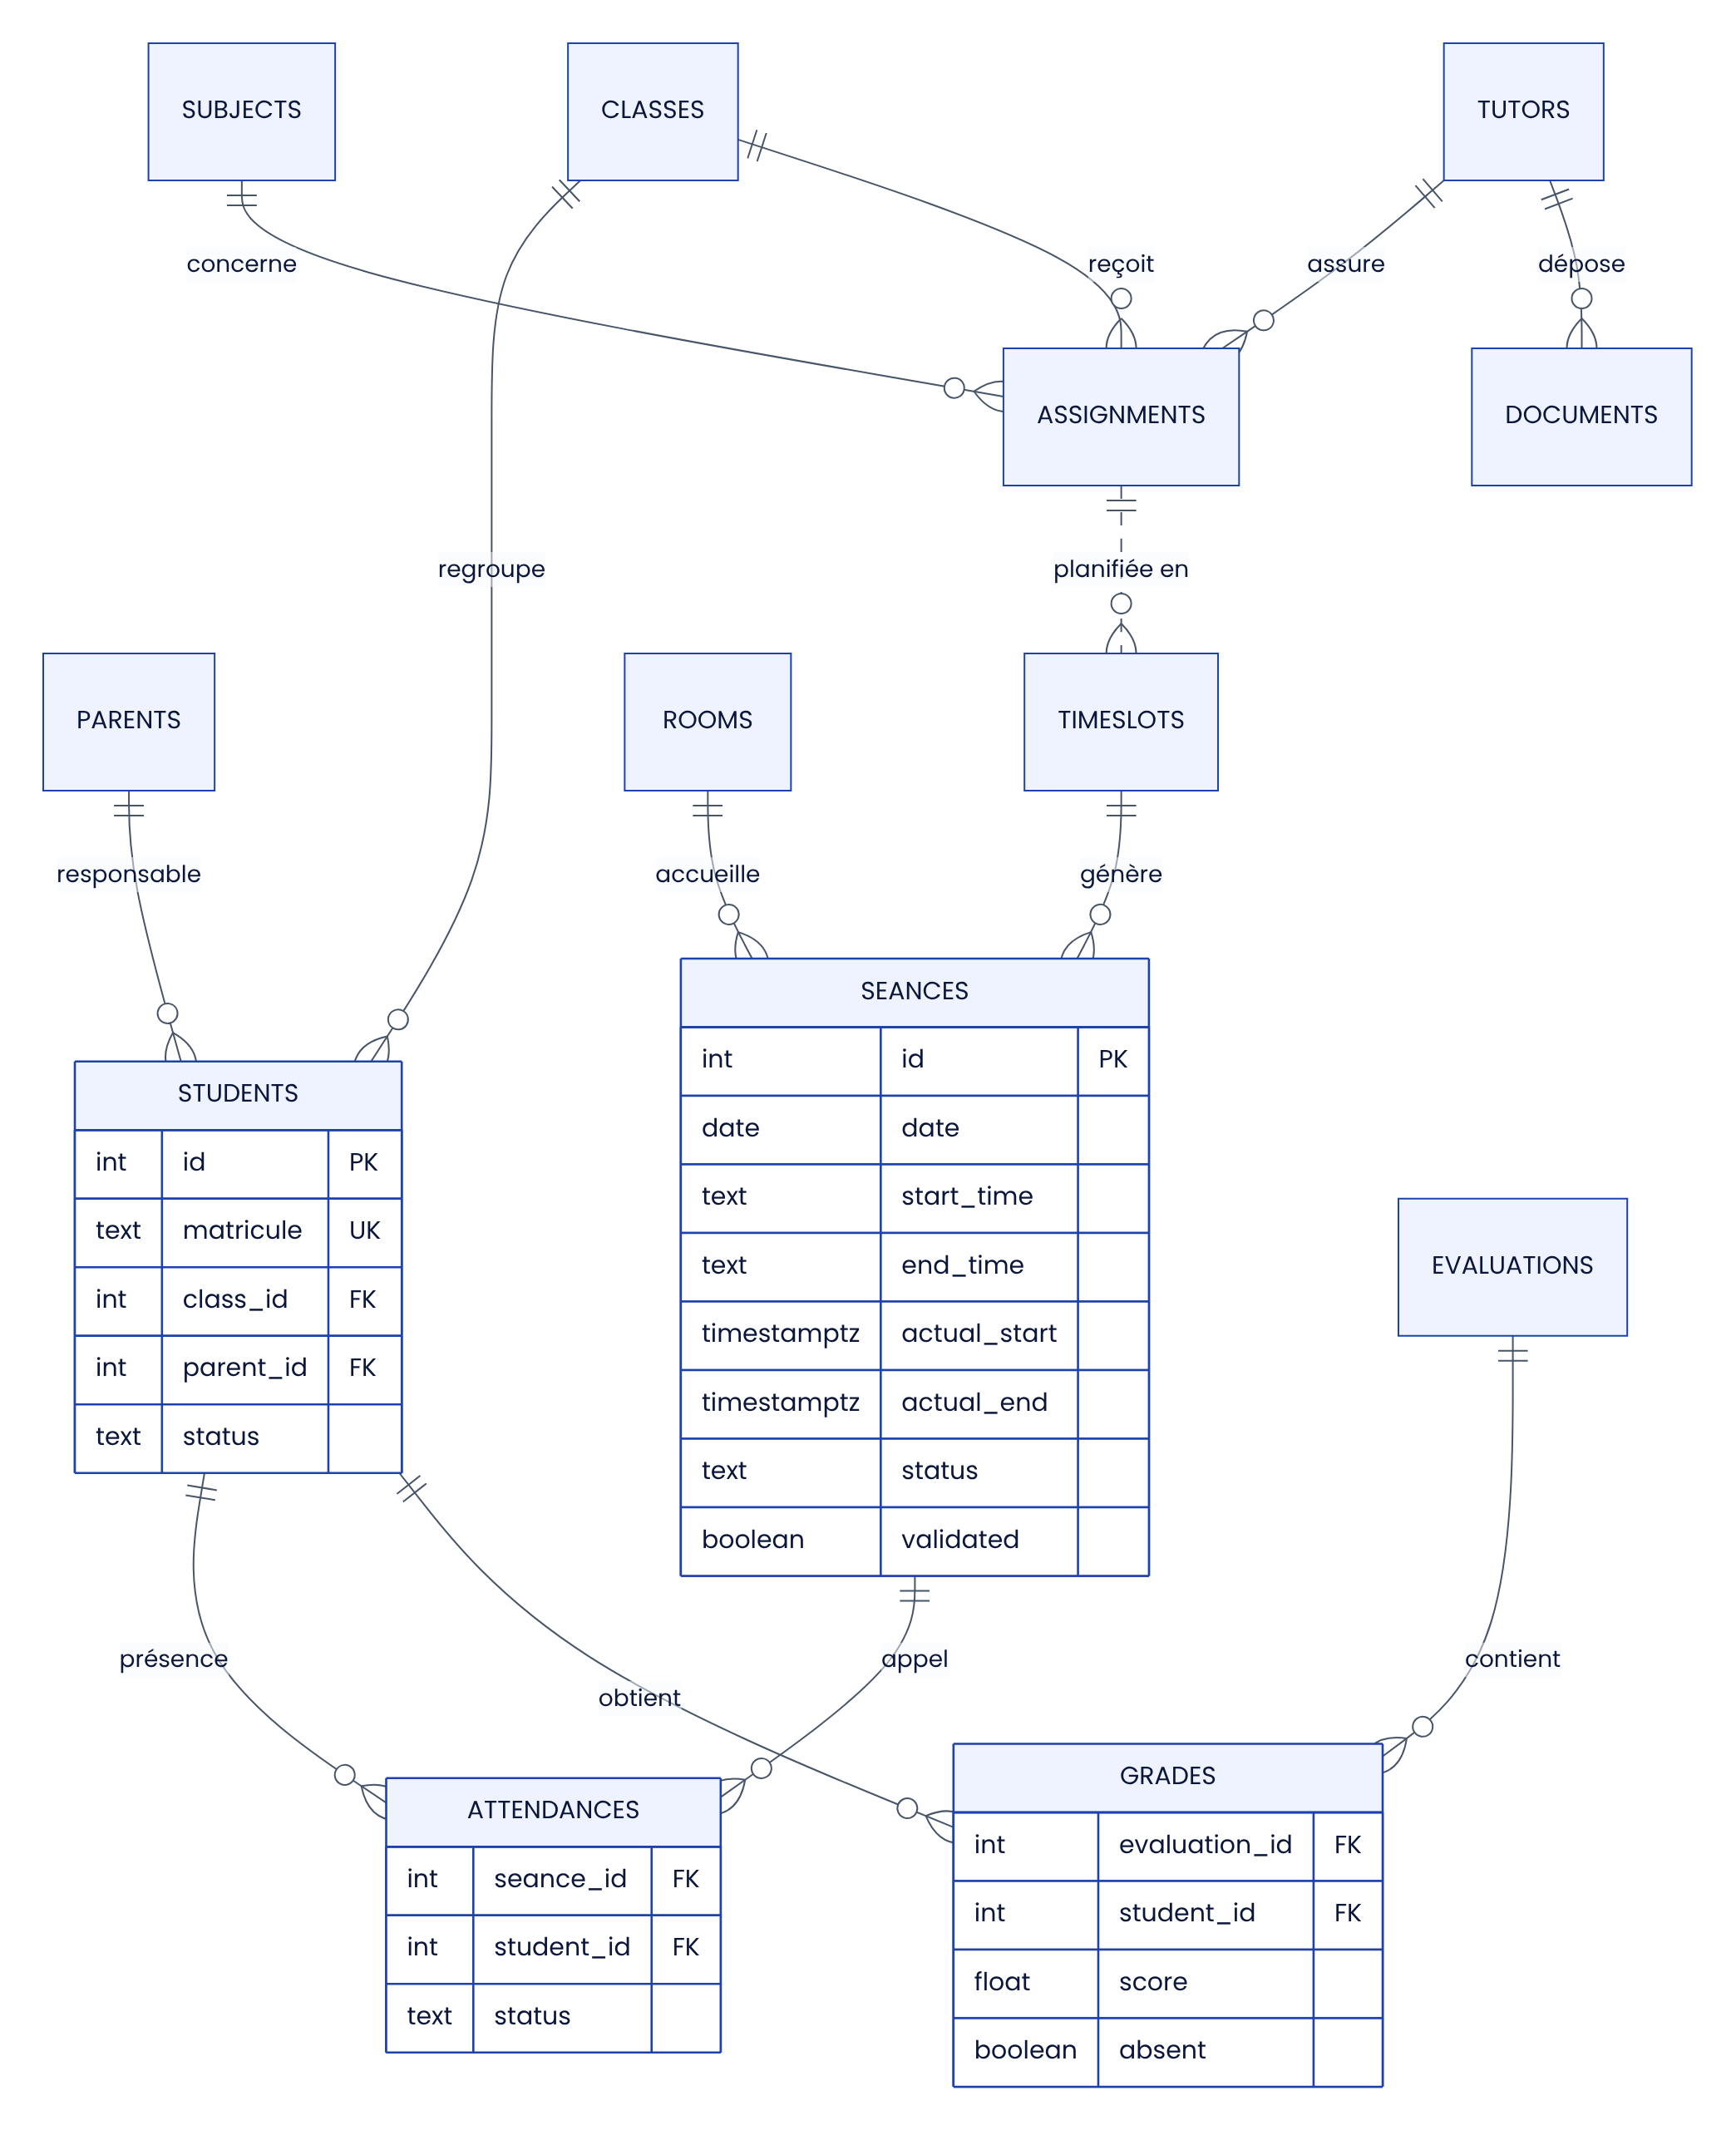 SUBJECTS
CLASSES
TUTORS
concerne
reçoit
assure
dépose
ASSIGNMENTS
DOCUMENTS
regroupe
planifiée en
PARENTS
ROOMS
TIMESLOTS
responsable
accueille
génère
SEANCES
int id PK
date date
text start_time
text end_time
timestamptz actual_start
timestamptz actual_end
text status
boolean validated
STUDENTS
int id PK
text matricule UK
int class_id FK
int parent_id FK
text status
EVALUATIONS
présence
obtient
appel
contient
ATTENDANCES
int seance_id FK
int student_id FK
text status
GRADES
int evaluation_id FK
int student_id FK
float score
boolean absent